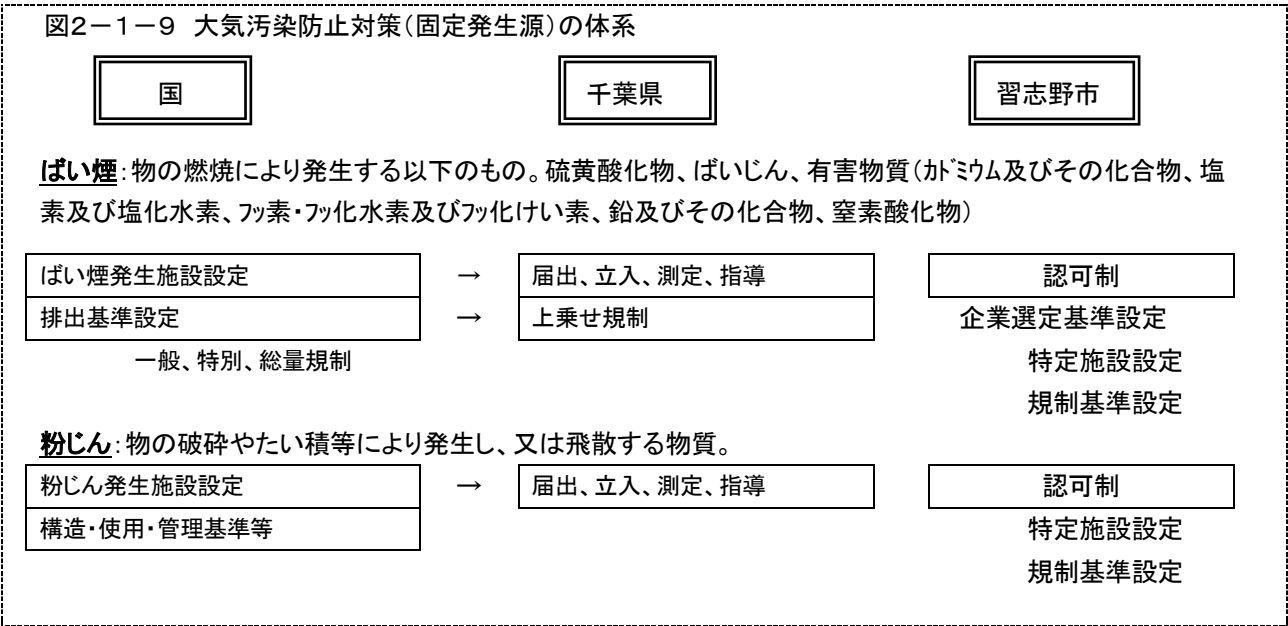 図2-1-9 大気汚染防止対策(固定発生源)の体系
国 千葉県 習志野市
ばい煙:物の燃焼により発生する以下のもの。硫黄酸化物、ばいじん、有害物質(ｶﾄﾞﾐｳﾑ及びその化合物、塩
素及び塩化水素、ﾌｯ素・ﾌｯ化水素及びﾌｯ化けい素、鉛及びその化合物、窒素酸化物)
ばい煙発生施設設定 → 届出、立入、測定、指導 認可制
排出基準設定 → 上乗せ規制 企業選定基準設定
一般、特別、総量規制 特定施設設定
規制基準設定
粉じん:物の破砕やたい積等により発生し、又は飛散する物質。
粉じん発生施設設定 → 届出、立入、測定、指導 認可制
構造・使用・管理基準等 特定施設設定
規制基準設定